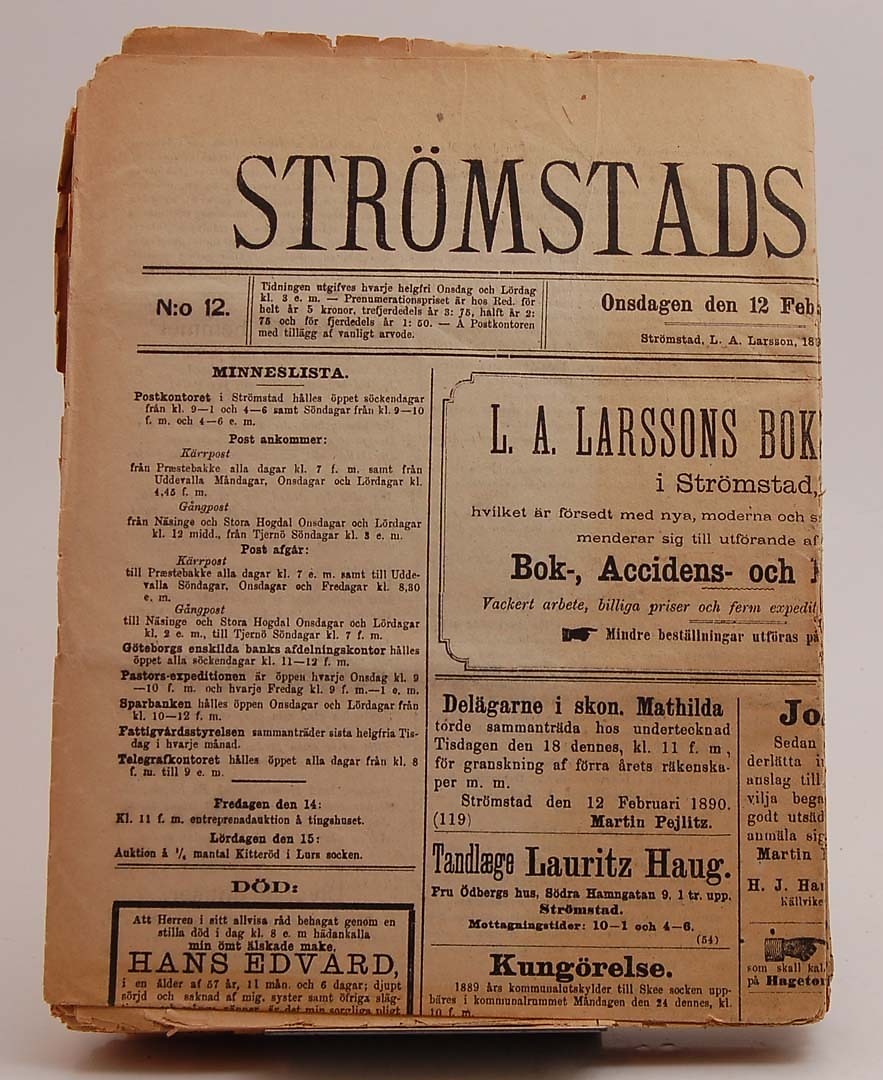 STRÖMSTADS
N:o 12.
Tidningen utgifves hvarje helgfri Onsdag och Lördag
kl. 3 e. m. — Prenumerationspriset är hos Red. för
helt år 5 kronor, trefjerdedels år 3: 75, halft år 2:
75 och för fjerdedels år 1: 50. — Å Postkontoren
med tillägg af vanligt arvode.
Onsdagen den 12 Feb
Strömstad, L. A. Larsson, 189
MINNESLISTA.
Postkontoret i Strömstad hålles öppet söckendagar
från kl. 9—1 och 4—6 samt Söndagar från kl. 9—10
f. m. och 4—6 e. m.
Post ankommer:
Kärrpost
från Præstebakke alla dagar kl. 7 f. m. samt från
Uddevalla Måndagar, Onsdagar och Lördagar kl.
4,45 f. m.
Gångpost
från Näsinge och Stora Hogdal Onsdagar och Lördagar
kl. 12 midd., från Tjernö Söndagar kl. 3 e. m.
Post afgår:
Kärrpost
till Præstebakke alla dagar kl. 7 e. m. samt till Udde-
valla Söndagar, Onsdagar och Fredagar kl. 8,30
e. m.
Gångpost
till Näsinge och Stora Hogdal Onsdagar och Lördagar
kl. 2 e. m., till Tjernö Söndagar kl. 7 f. m.
Göteborgs enskilda banks afdelningskontor hålles
öppet alla söckendagar kl. 11—12 f. m.
Pastors-expeditionen är öppen hvarje Onsdag kl. 9
—10 f. m. och hvarje Fredag kl. 9 f. m.—1 e. m.
Sparbanken hålles öppen Onsdagar och Lördagar från
kl. 10—12 f. m.
Fattigvårdsstyrelsen sammanträder sista helgfria Tis-
dag i hvarje månad.
Telegrafkontoret hålles öppet alla dagar från kl. 8
f. m. till 9 e. m.
Fredagen den 14:
Kl. 11 f. m. entreprenadauktion å tingshuset.
Lördagen den 15:
Auktion å 1/4 mantal Kitteröd i Lurs socken.
DÖD:
Att Herren i sitt allvisa råd behagat genom en
stilla död i dag kl. 8 e. m hädankalla
min ömt älskade make,
HANS EDVARD,
i en ålder af 57 år, 11 mån. och 6 dagar; djupt
sörjd och saknad af mig, syster samt öfriga släg-
är det min sorgliga pligt
L. A. LARSSONS BOK
i Strömstad,
hvilket är försedt med nya, moderna och s
menderar sig till utförande af
Bok-, Accidens- och
Vackert arbete, billiga priser och ferm expedit
Mindre beställningar utföras på
Delägarne i skon. Mathilda
torde sammanträda hos undertecknad
Tisdagen den 18 dennes, kl. 11 f. m,
för granskning af förra årets räkenska-
per m. m.
Strömstad den 12 Februari 1890.
(119) Martin Pejlitz.
Tandlæge Lauritz Haug.
Fru Ödbergs hus, Södra Hamngatan 9, 1 tr. upp,
Strömstad.
Mottagningstider: 10—1 och 4—6.
(54)
Kungörelse.
1889 års kommunalutskylder till Skee socken upp-
bäres i kommunalrummet Måndagen den 24 dennes, kl.
10 f. m.
Jo
Sedan
derlätta i
anslag till
vilja beg
godt utsäd
anmäla sig
Martin
H. J. Ha
Källvike
som skall kal
på Hageto